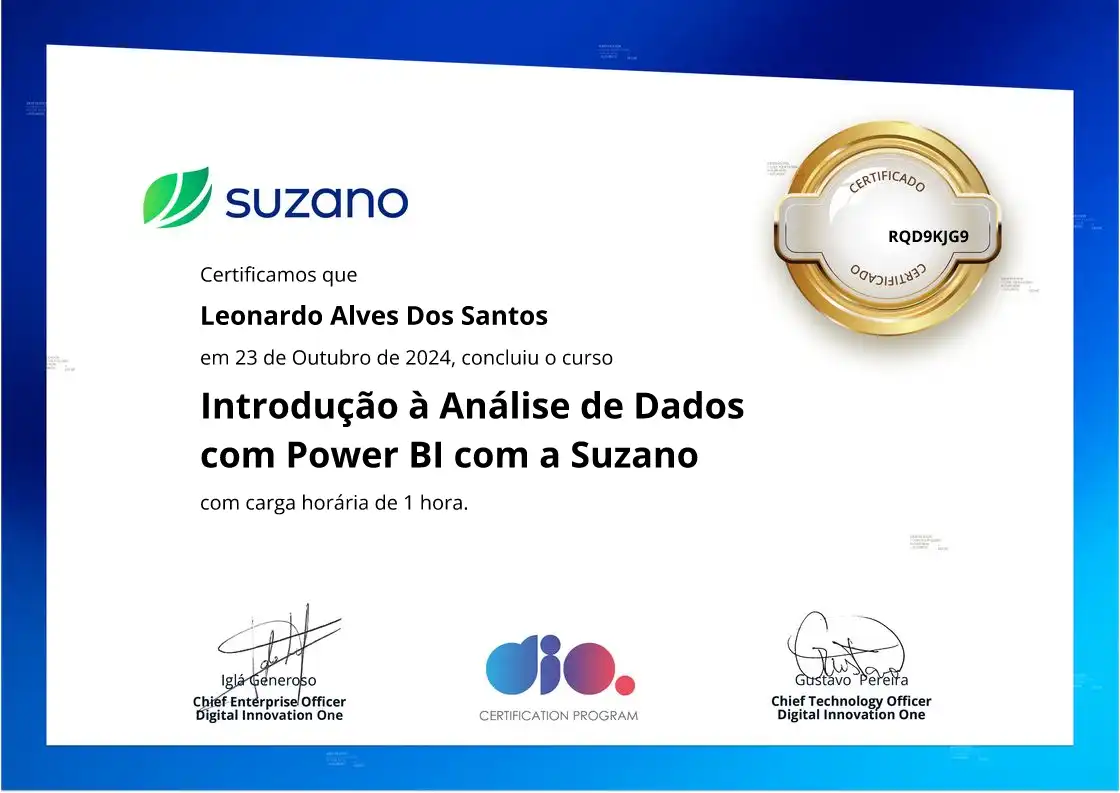 suzano
CERTIFICADO
RQD9KJG9
CERTIFICADO
Certificamos que
Leonardo Alves Dos Santos
em 23 de Outubro de 2024, concluiu o curso
Introdução à Análise de Dados
com Power BI com a Suzano
com carga horária de 1 hora.
Iglá Generoso
Chief Enterprise Officer
Digital Innovation One
dio.
CERTIFICATION PROGRAM
Gustavo
Gustavo Pereira
Chief Technology Officer
Digital Innovation One